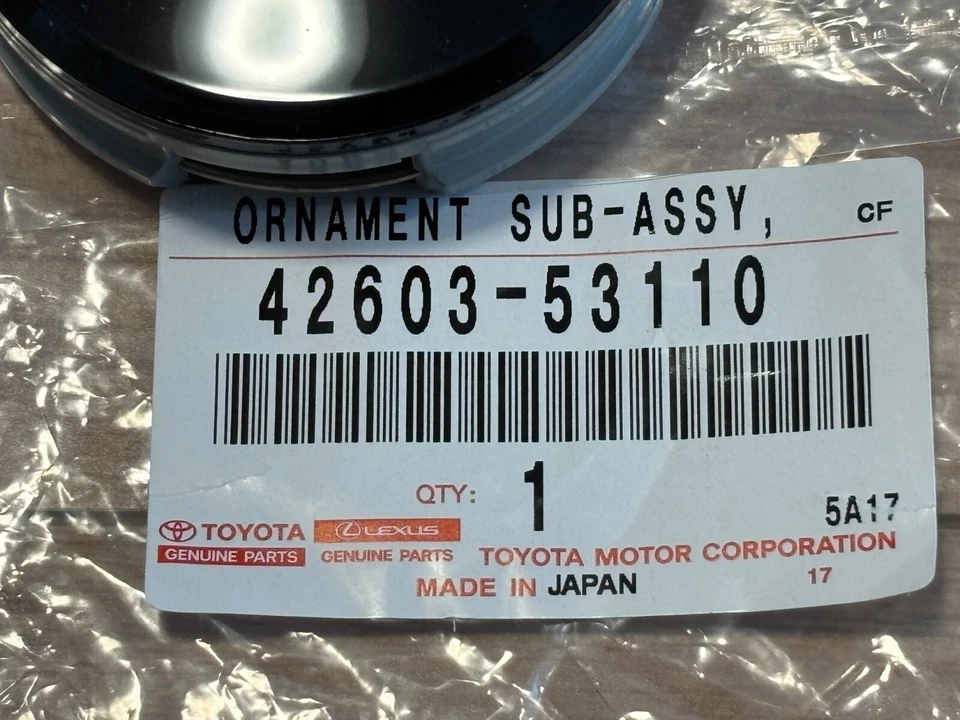 ORNAMENT SUB-ASSY, CF
42603-53110
QTY: 1
5A17
TOYOTA LEXUS
GENUINE PARTS GENUINE PARTS TOYOTA MOTOR CORPORATION
MADE IN JAPAN 17